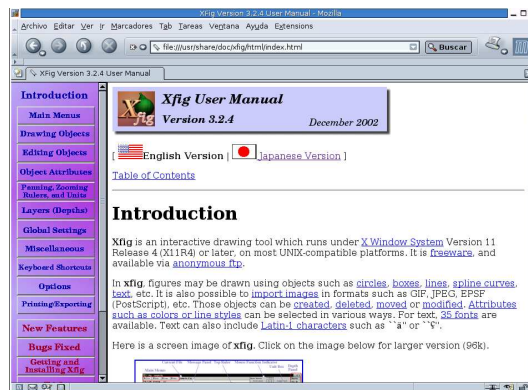 XFig Version 3.2.4 User Manual - Mozilla
Archivo Editar Ver Ir Marcadores Tab Tareas Ventana Ayuda Extensions
file:///usr/share/doc/xfig/html/index.html Buscar
XFig Version 3.2.4 User Manual
Introduction
Main Menus
Drawing Objects
Editing Objects
Object Attributes
Panning, Zooming
Rulers, and Units
Layers (Depths)
Global Settings
Miscellaneous
Keyboard Shortcuts
Options
Printing/Exporting
New Features
Bugs Fixed
Getting and
Installing Xfig
Xfig
Xfig User Manual
Version 3.2.4
December 2002
[ English Version | Japanese Version ]
Table of Contents
Introduction
Xfig is an interactive drawing tool which runs under X Window System Version 11
Release 4 (X11R4) or later, on most UNIX-compatible platforms. It is freeware, and
available via anonymous ftp.
In xfig, figures may be drawn using objects such as circles, boxes, lines, spline curves,
text, etc. It is also possible to import images in formats such as GIF, JPEG, EPSF
(PostScript), etc. Those objects can be created, deleted, moved or modified. Attributes
such as colors or line styles can be selected in various ways. For text, 35 fonts are
available. Text can also include Latin-1 characters such as
Here is a screen image of xfig. Click on the image below for larger version (96k).